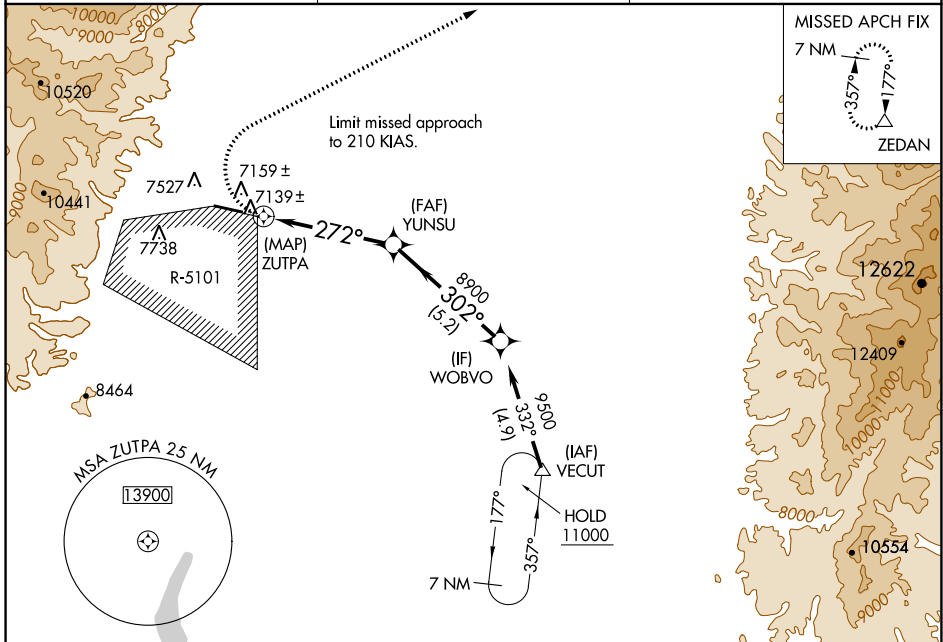 10000
9000
10520
9000
10441
7527
7159 ±
7139 ±
7738
R-5101
8464
Limit missed approach
to 210 KIAS.
MISSED APCH FIX
7 NM
357°
177°
ZEDAN
(MAP)
ZUTPA
272°
(FAF)
YUNSU
8900
302°
(5.2)
(IF)
WOBVO
9500
332°
(4.9)
(IAF)
VECUT
HOLD
11000
177°
357°
7 NM
MSA ZUTPA 25 NM
13900
12622
12409
11000
10000
8000
10554
9000